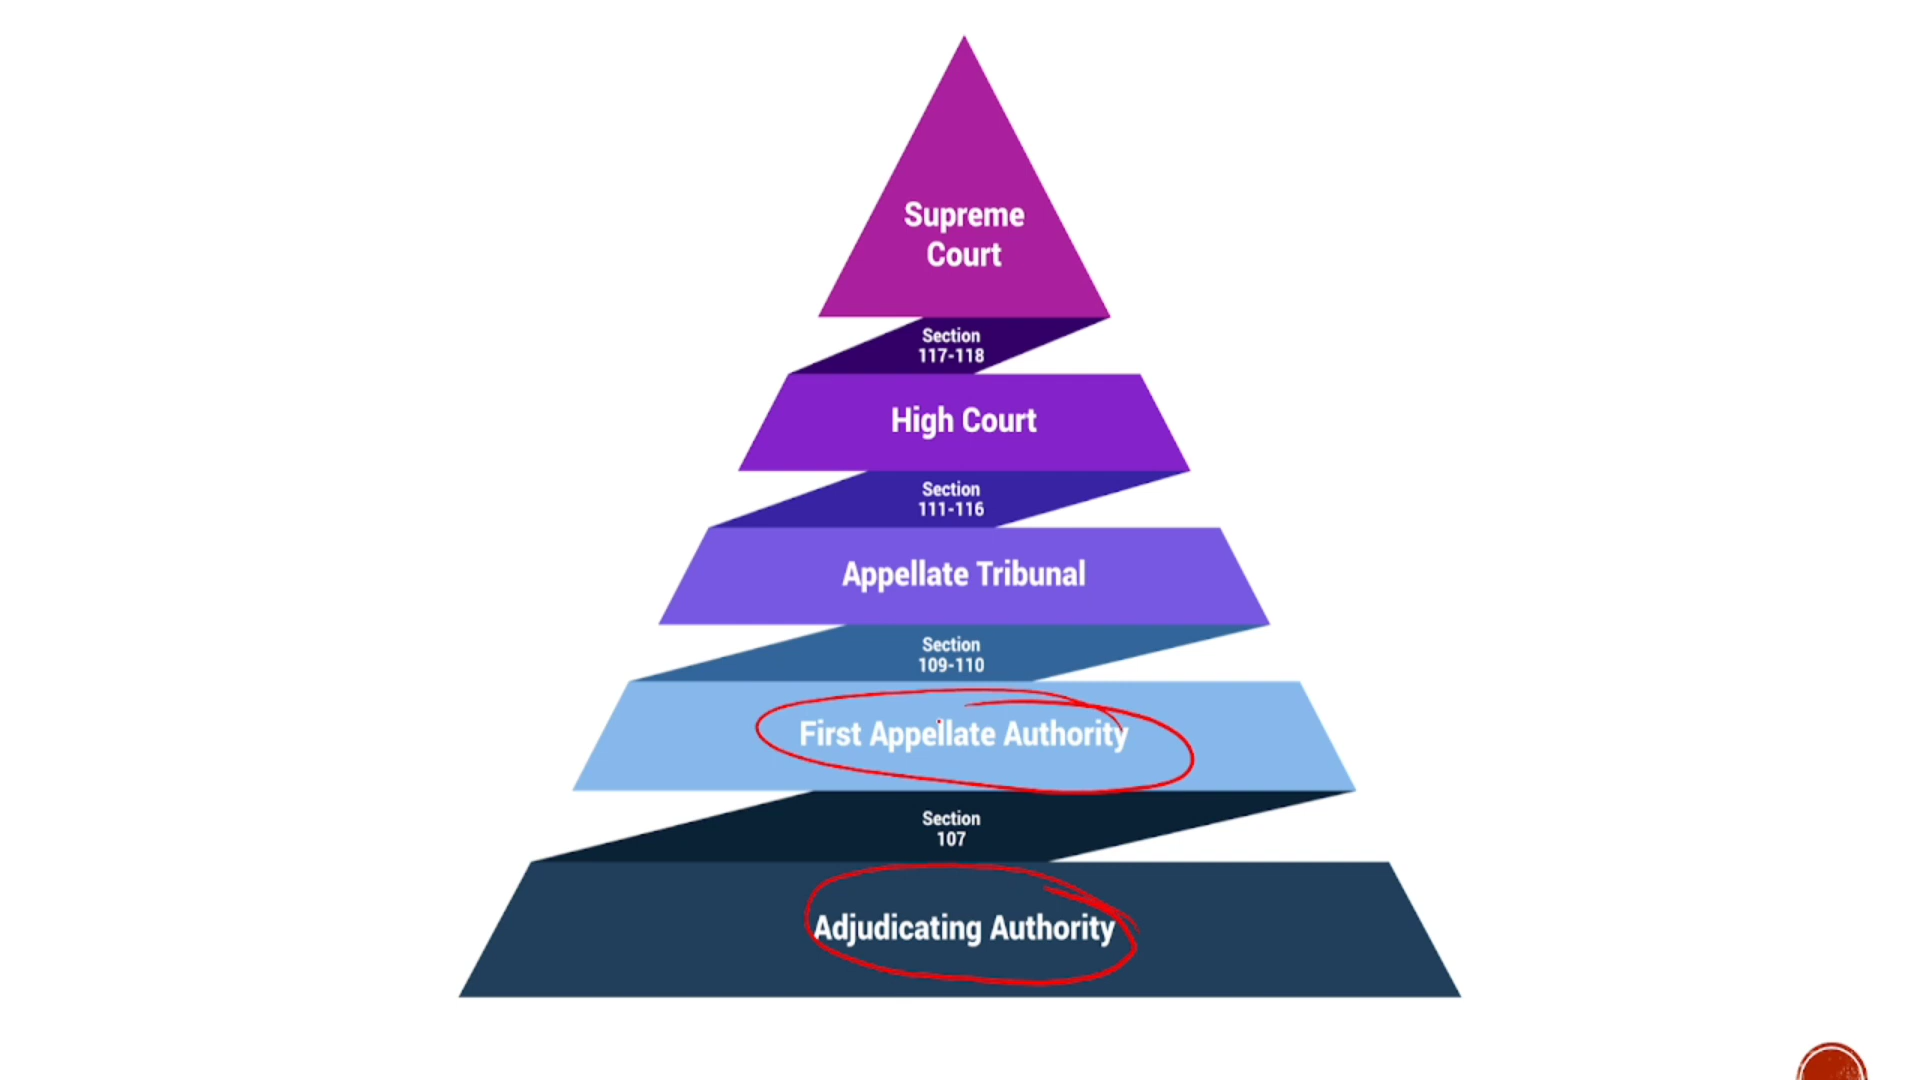 Supreme
Court
Section
117-118
High Court
Section
111-116
Appellate Tribunal
Section
109-110
First Appellate Authority
Section
107
Adjudicating Authority